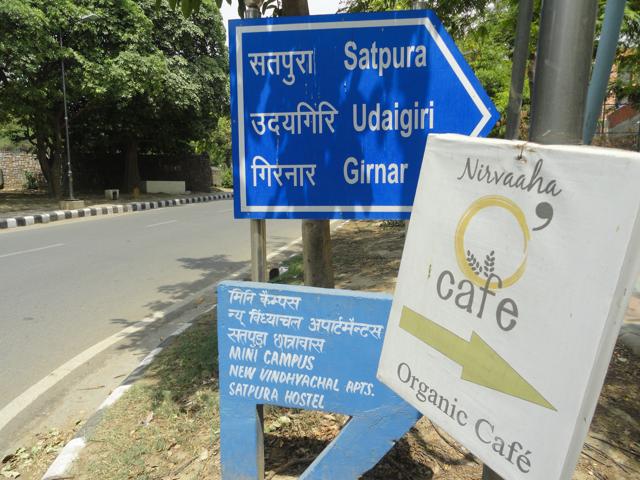 सतपुरा Satpura
उदयगिरि Udaigiri
गिरनार Girnar
मिनि कैम्पस
न्यू विंध्याचल अपार्टमैन्टस
सतपुड़ा छात्रावास
MINI CAMPUS
NEW VINDHYACHAL APTS.
SATPURA HOSTEL
Nirvaaha
O'
cafe
Organic Café